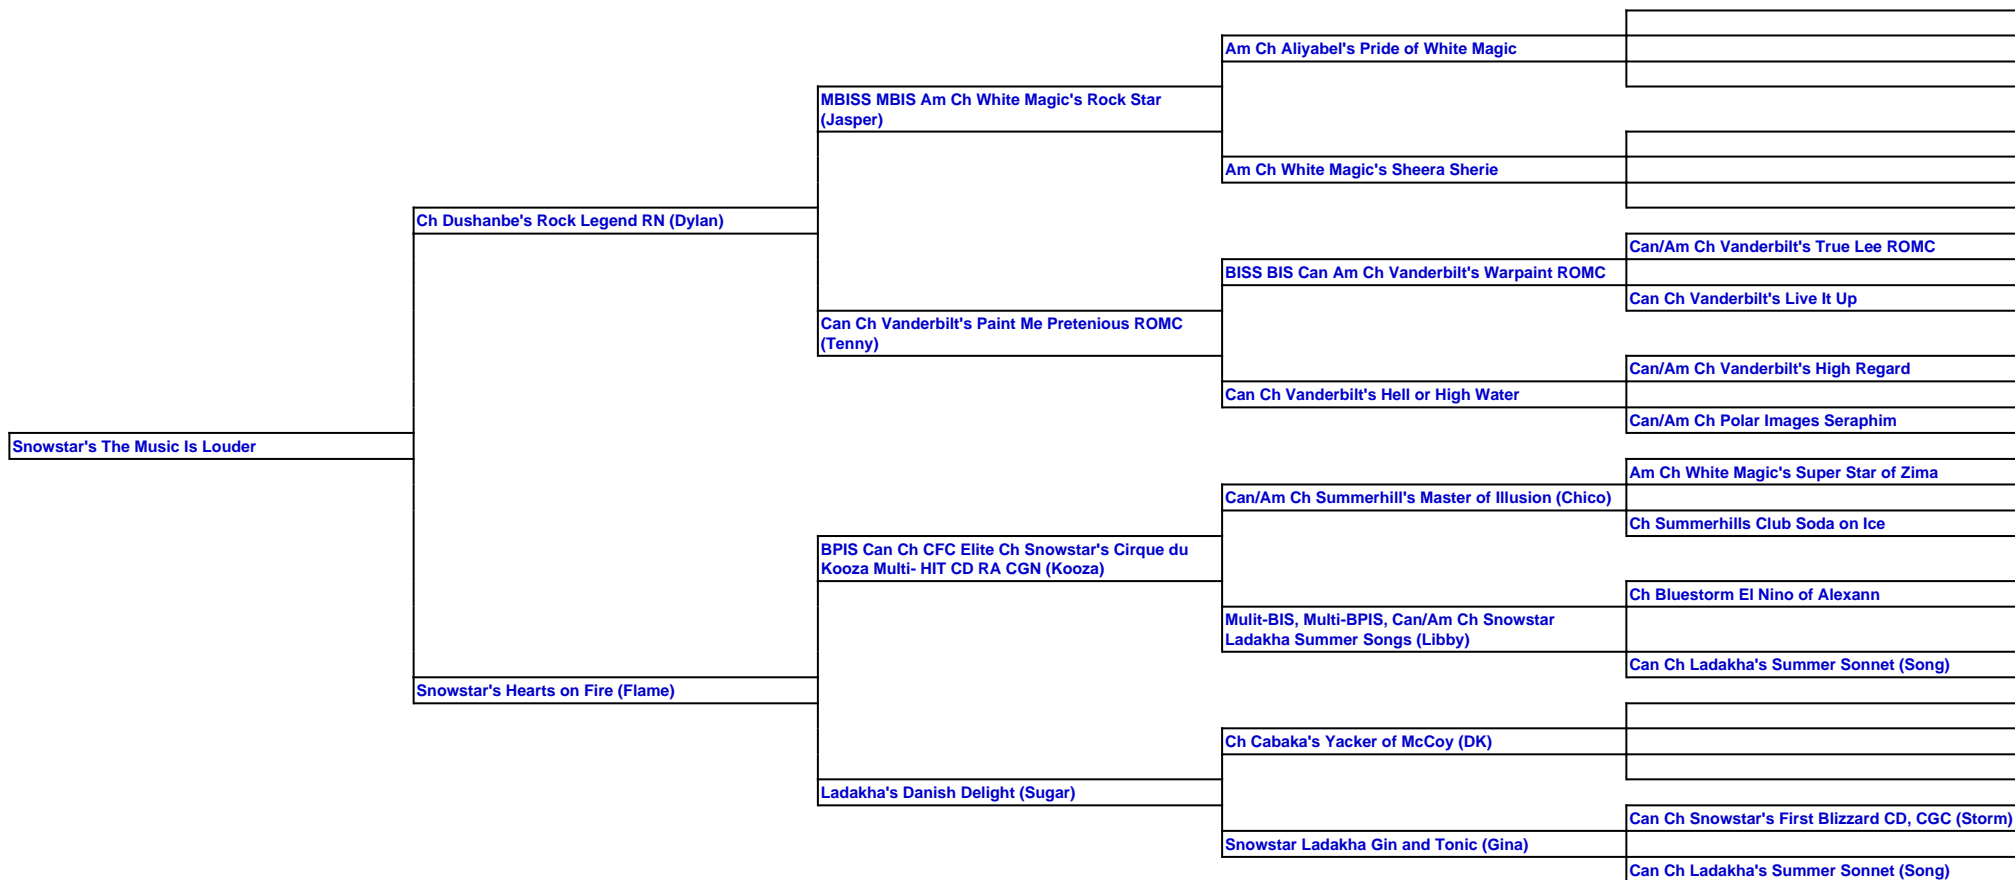 Am Ch Aliyabel's Pride of White Magic
MBISS MBIS Am Ch White Magic's Rock Star
(Jasper)
Am Ch White Magic's Sheera Sherie
Ch Dushanbe's Rock Legend RN (Dylan)
Can/Am Ch Vanderbilt's True Lee ROMC
BISS BIS Can Am Ch Vanderbilt's Warpaint ROMC
Can Ch Vanderbilt's Live It Up
Can Ch Vanderbilt's Paint Me Pretenious ROMC
(Tenny)
Can/Am Ch Vanderbilt's High Regard
Can Ch Vanderbilt's Hell or High Water
Can/Am Ch Polar Images Seraphim
Snowstar's The Music Is Louder
Am Ch White Magic's Super Star of Zima
Can/Am Ch Summerhill's Master of Illusion (Chico)
Ch Summerhills Club Soda on Ice
BPIS Can Ch CFC Elite Ch Snowstar's Cirque du
Kooza Multi- HIT CD RA CGN (Kooza)
Ch Bluestorm El Nino of Alexann
Mulit-BIS, Multi-BPIS, Can/Am Ch Snowstar
Ladakha Summer Songs (Libby)
Can Ch Ladakha's Summer Sonnet (Song)
Snowstar's Hearts on Fire (Flame)
Ch Cabaka's Yacker of McCoy (DK)
Ladakha's Danish Delight (Sugar)
Can Ch Snowstar's First Blizzard CD, CGC (Storm)
Snowstar Ladakha Gin and Tonic (Gina)
Can Ch Ladakha's Summer Sonnet (Song)